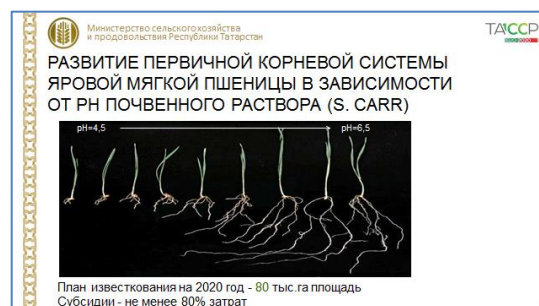 Министерство сельского хозяйства
и продовольствия Республики Татарстан
ТАССР
РАЗВИТИЕ ПЕРВИЧНОЙ КОРНЕВОЙ СИСТЕМЫ
ЯРОВОЙ МЯГКОЙ ПШЕНИЦЫ В ЗАВИСИМОСТИ
ОТ РН ПОЧВЕННОГО РАСТВОРА (S. CARR)
pH=4,5
pH=6,5
План известкования на 2020 год - 80 тыс.га площадь
Субсидии - не менее 80% затрат